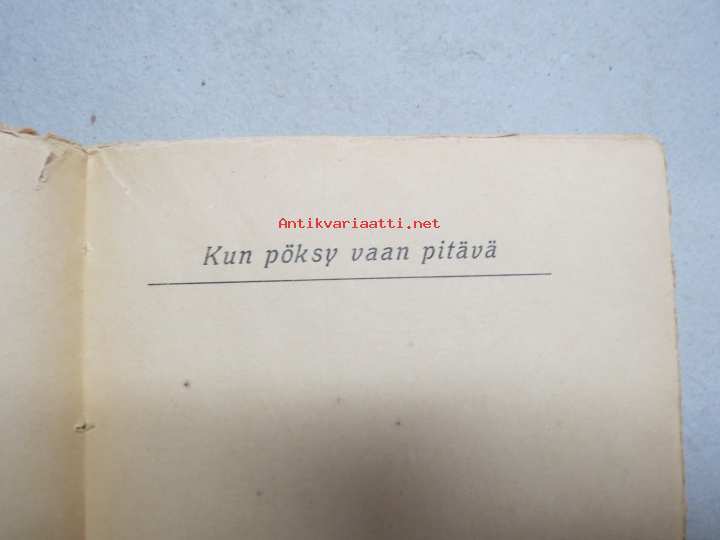 Antikvariaatti.net
Kun pöksy vaan pitävä